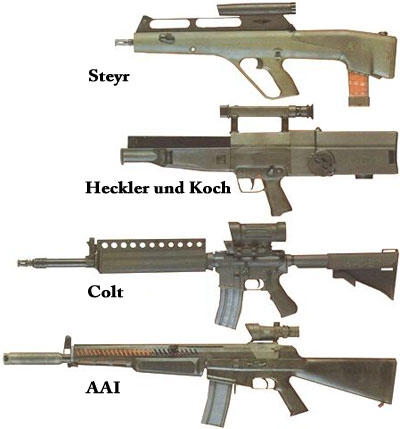 Steyr
Heckler und Koch
Colt
AAI